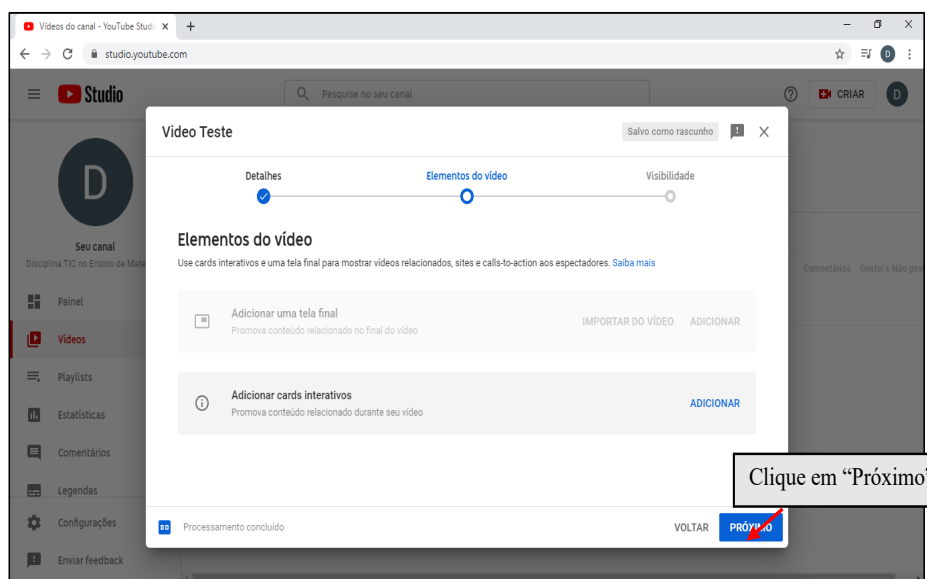 Vídeos do canal - YouTube Studi
studio.youtube.com
D
Studio
Pesquise no seu canal
CRIAR
D
D
Seu canal
Disciplina TIC no Ensino de Mate
Painel
Vídeos
Playlists
Estatísticas
Comentários
Legendas
Configurações
Enviar feedback
Comentários Gostei x Não gost
Video Teste
Salvo como rascunho
Detalhes
Elementos do vídeo
Visibilidade
Elementos do vídeo
Use cards interativos e uma tela final para mostrar vídeos relacionados, sites e calls-to-action aos espectadores. Saiba mais
Adicionar uma tela final
Promova conteúdo relacionado no final do vídeo
IMPORTAR DO VÍDEO ADICIONAR
Adicionar cards interativos
Promova conteúdo relacionado durante seu vídeo
ADICIONAR
Clique em “Próximo”
SD Processamento concluído
VOLTAR PRÓXIMO